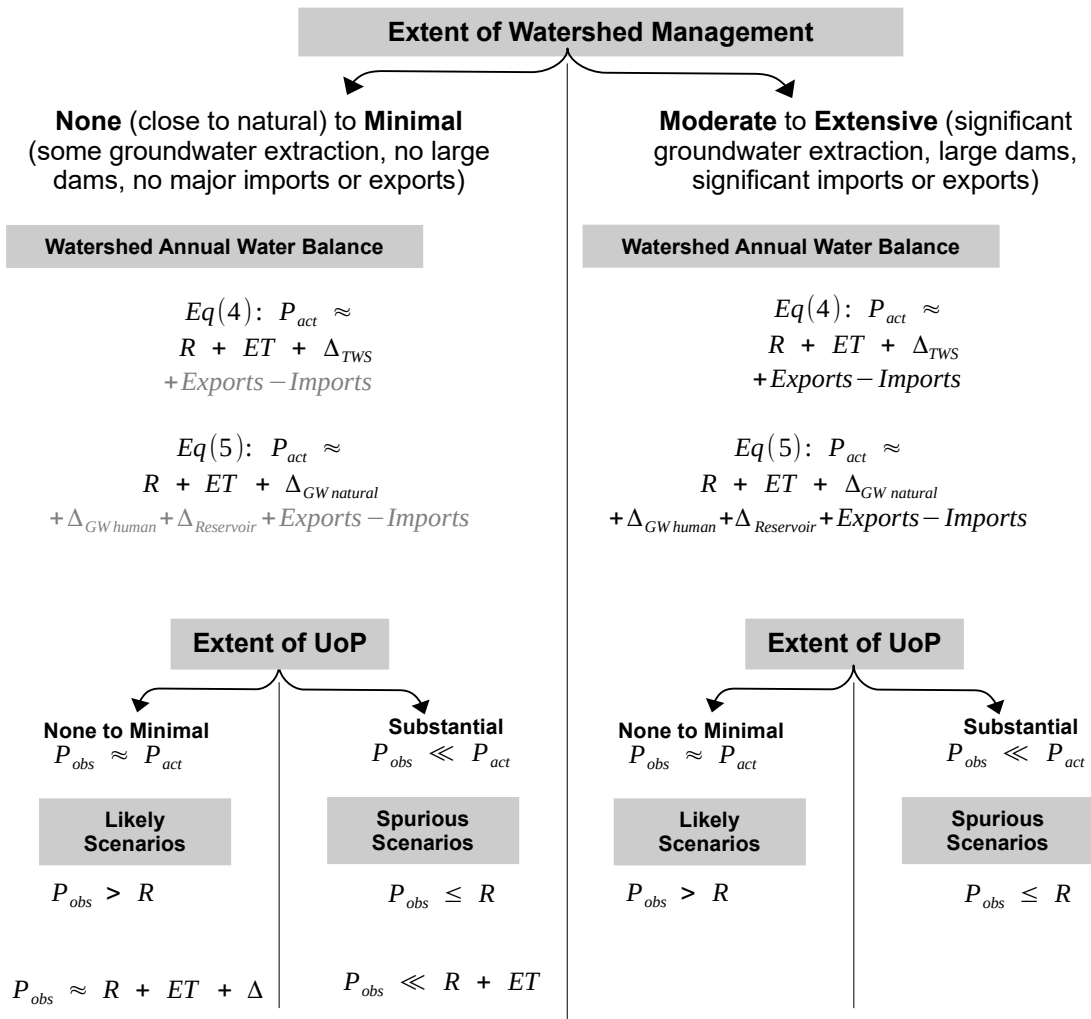 Extent of Watershed Management
None (close to natural) to Minimal
(some groundwater extraction, no large
dams, no major imports or exports)
Watershed Annual Water Balance
Eq(4): P_act ≈
R + ET + Δ_TWS
+Exports−Imports
Eq(5): P_act ≈
R + ET + Δ_GW natural
+Δ_GW human+Δ_Reservoir+Exports−Imports
Extent of UoP
None to Minimal
P_obs ≈ P_act
Likely
Scenarios
P_obs > R
P_obs ≈ R + ET + Δ
Substantial
P_obs ≪ P_act
Spurious
Scenarios
P_obs ≤ R
P_obs ≪ R + ET
Moderate to Extensive (significant
groundwater extraction, large dams,
significant imports or exports)
Watershed Annual Water Balance
Eq(4): P_act ≈
R + ET + Δ_TWS
+Exports−Imports
Eq(5): P_act ≈
R + ET + Δ_GW natural
+Δ_GW human+Δ_Reservoir+Exports−Imports
Extent of UoP
None to Minimal
P_obs ≈ P_act
Likely
Scenarios
P_obs > R
Substantial
P_obs ≪ P_act
Spurious
Scenarios
P_obs ≤ R